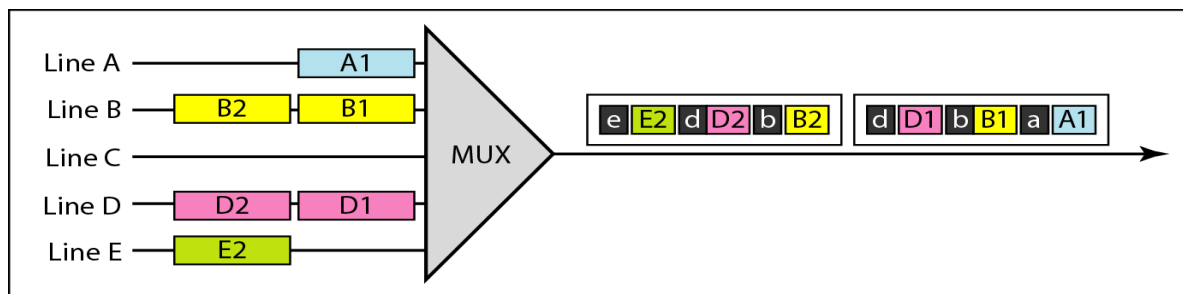 Line A A1
Line B B2 B1
Line C
Line D D2 D1
Line E E2
MUX
e E2 d D2 b B2 d D1 b B1 a A1